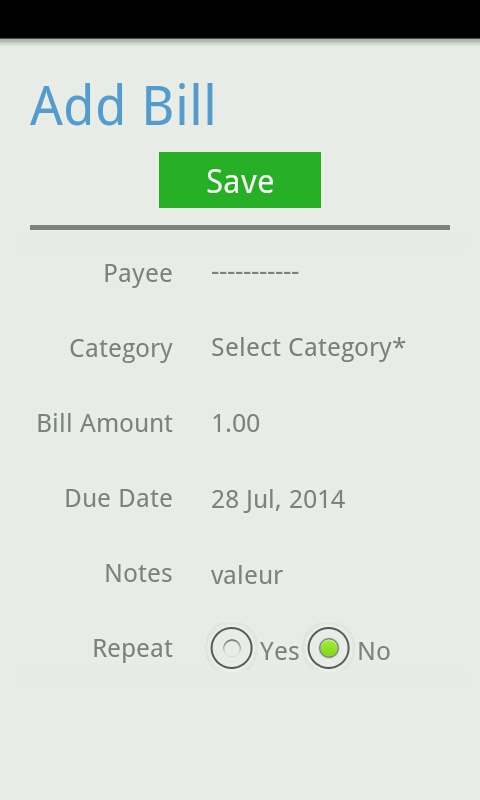 Add Bill
Save
Payee -----------
Category Select Category*
Bill Amount 1.00
Due Date 28 Jul, 2014
Notes valeur
Repeat Yes No